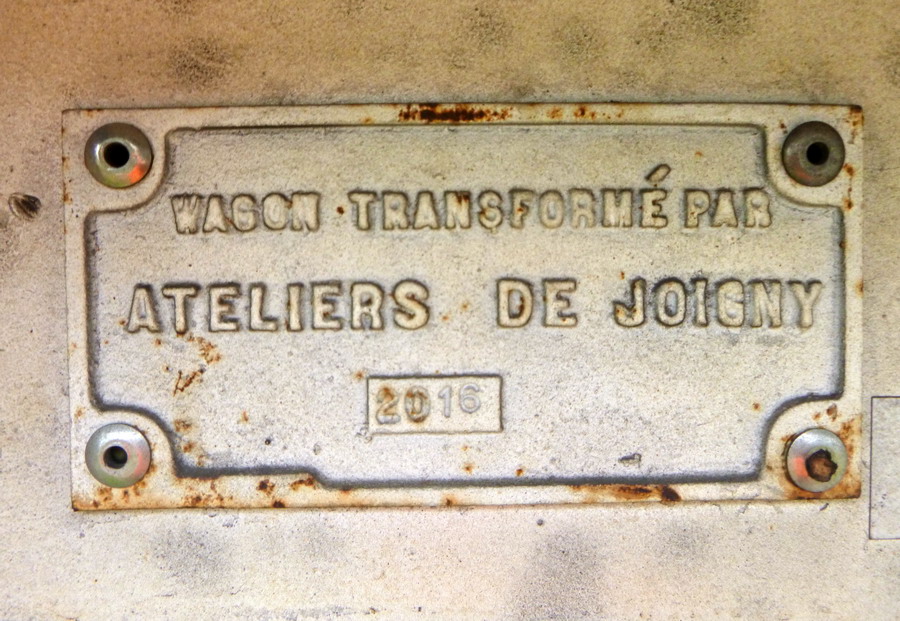 WAGON TRANSFORMÉ PAR
ATELIERS DE JOIGNY
2016